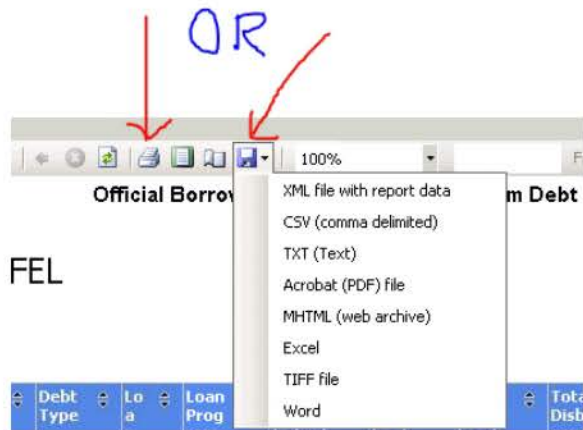 OR
100%
F
Official Borrov
m Debt
XML file with report data
CSV (comma delimited)
TXT (Text)
FEL
Acrobat (PDF) file
MHTML (web archive)
Excel
TIFF file
Word
Debt Lo Loan Tota
Type a Prog Disb